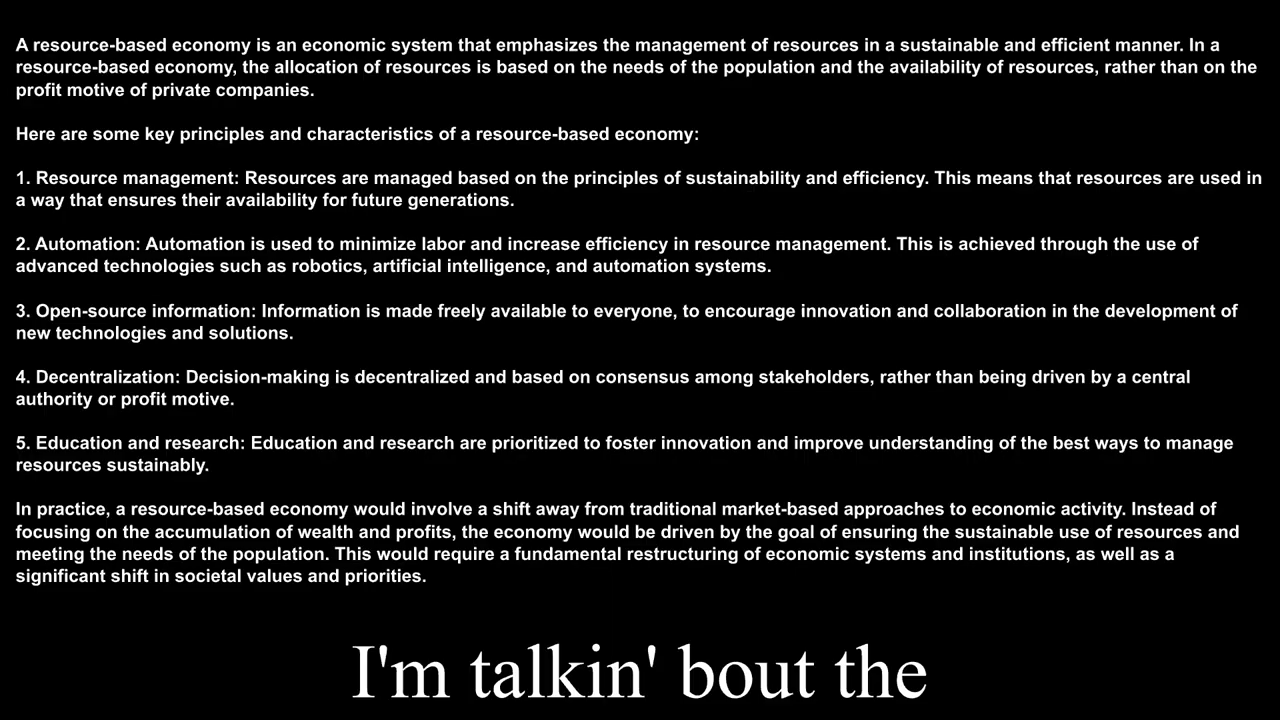 A resource-based economy is an economic system that emphasizes the management of resources in a sustainable and efficient manner. In a
resource-based economy, the allocation of resources is based on the needs of the population and the availability of resources, rather than on the
profit motive of private companies.
Here are some key principles and characteristics of a resource-based economy:
1. Resource management: Resources are managed based on the principles of sustainability and efficiency. This means that resources are used in
a way that ensures their availability for future generations.
2. Automation: Automation is used to minimize labor and increase efficiency in resource management. This is achieved through the use of
advanced technologies such as robotics, artificial intelligence, and automation systems.
3. Open-source information: Information is made freely available to everyone, to encourage innovation and collaboration in the development of
new technologies and solutions.
4. Decentralization: Decision-making is decentralized and based on consensus among stakeholders, rather than being driven by a central
authority or profit motive.
5. Education and research: Education and research are prioritized to foster innovation and improve understanding of the best ways to manage
resources sustainably.
In practice, a resource-based economy would involve a shift away from traditional market-based approaches to economic activity. Instead of
focusing on the accumulation of wealth and profits, the economy would be driven by the goal of ensuring the sustainable use of resources and
meeting the needs of the population. This would require a fundamental restructuring of economic systems and institutions, as well as a
significant shift in societal values and priorities.
I'm talkin' bout the